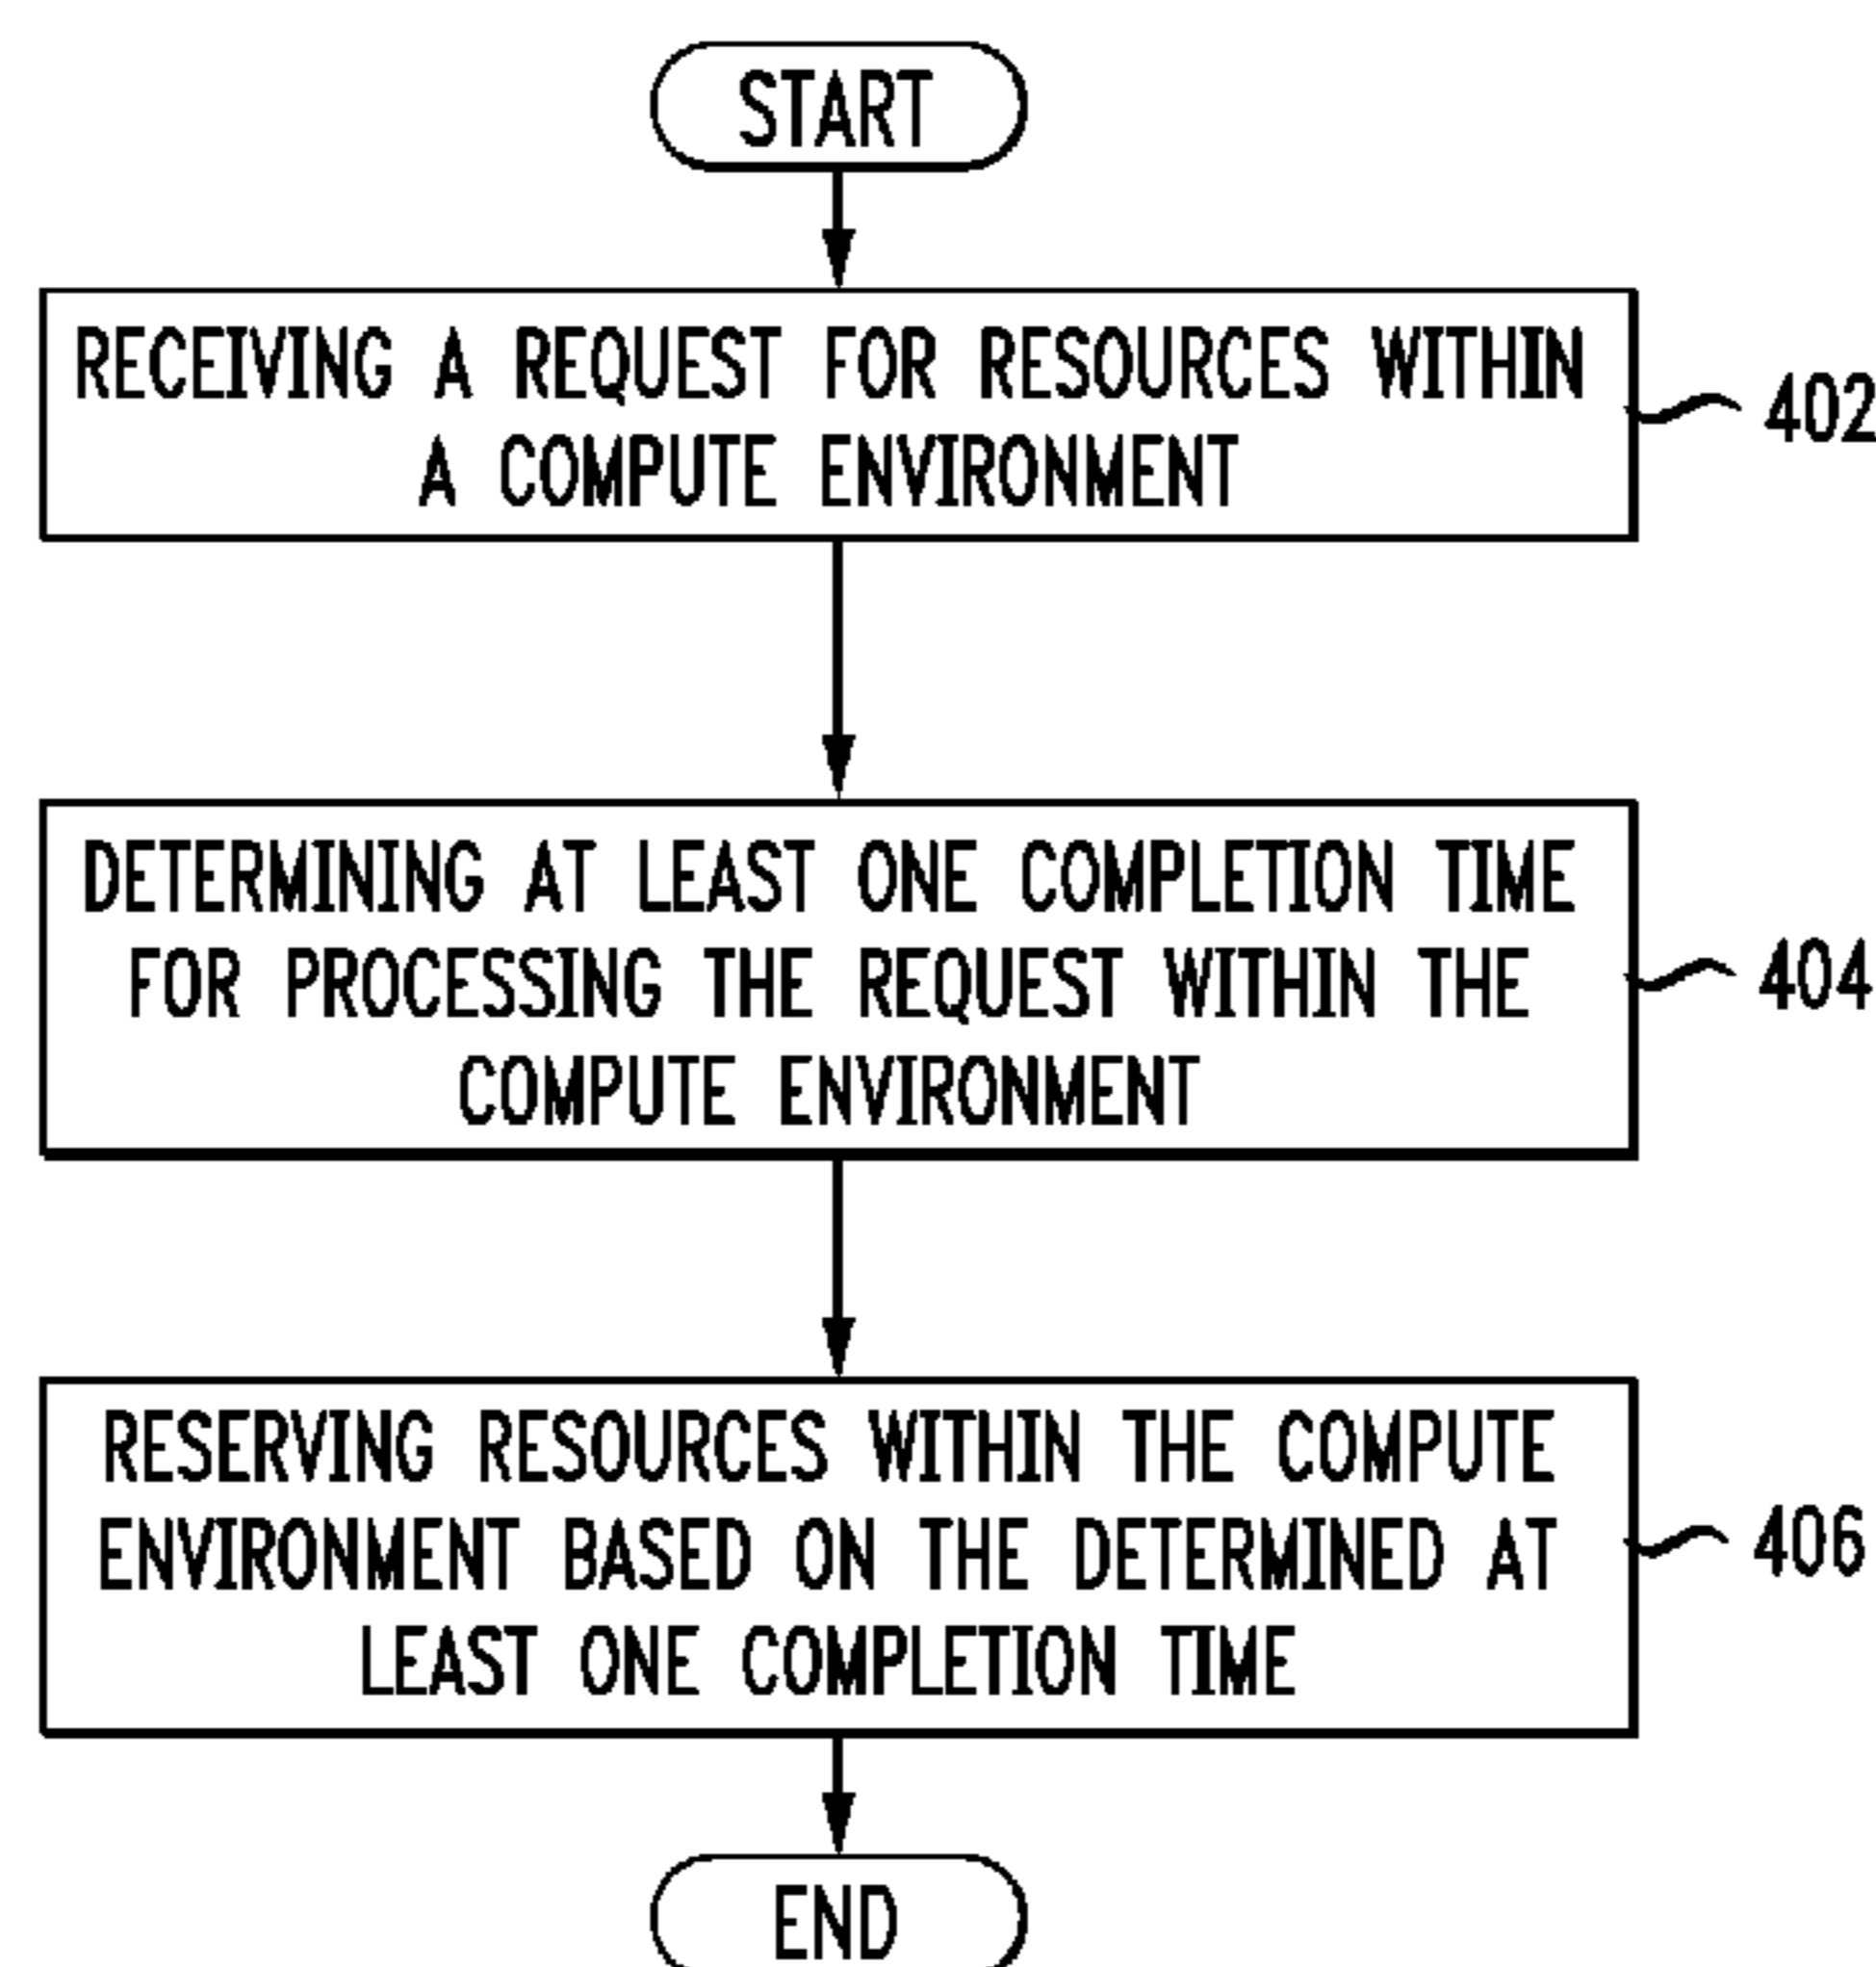 START
RECEIVING A REQUEST FOR RESOURCES WITHIN
A COMPUTE ENVIRONMENT
402
DETERMINING AT LEAST ONE COMPLETION TIME
FOR PROCESSING THE REQUEST WITHIN THE
COMPUTE ENVIRONMENT
404
RESERVING RESOURCES WITHIN THE COMPUTE
ENVIRONMENT BASED ON THE DETERMINED AT
LEAST ONE COMPLETION TIME
406
END